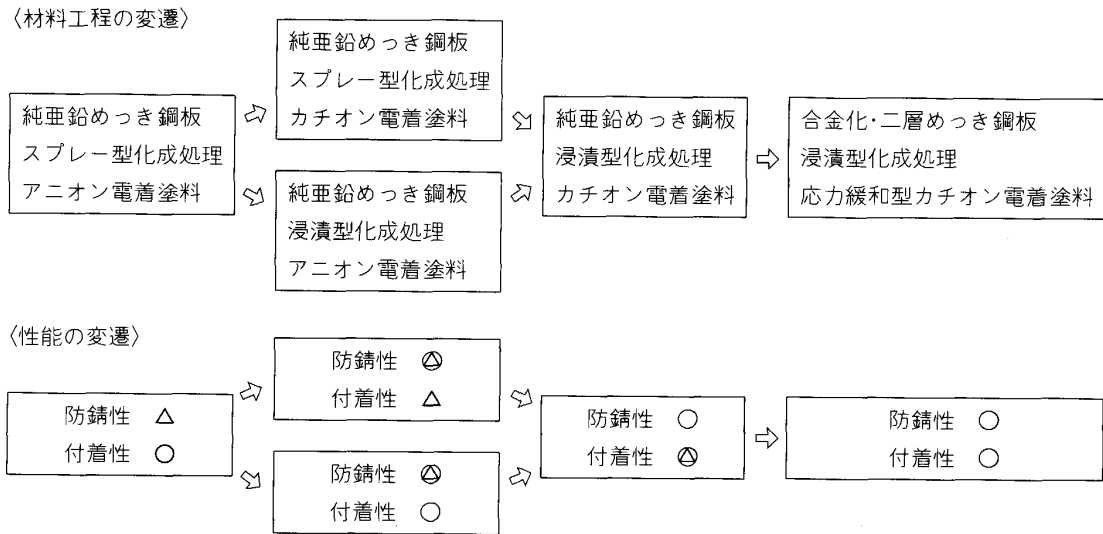 〈材料工程の変遷〉
純亜鉛めっき鋼板
スプレー型化成処理
アニオン電着塗料
純亜鉛めっき鋼板
スプレー型化成処理
カチオン電着塗料
純亜鉛めっき鋼板
浸漬型化成処理
アニオン電着塗料
純亜鉛めっき鋼板
浸漬型化成処理
カチオン電着塗料
合金化・二層めっき鋼板
浸漬型化成処理
応力緩和型カチオン電着塗料
〈性能の変遷〉
防錆性 △
付着性 ○
防錆性 ◯△
付着性 △
防錆性 ◯△
付着性 ○
防錆性 ○
付着性 ◯△
防錆性 ○
付着性 ○